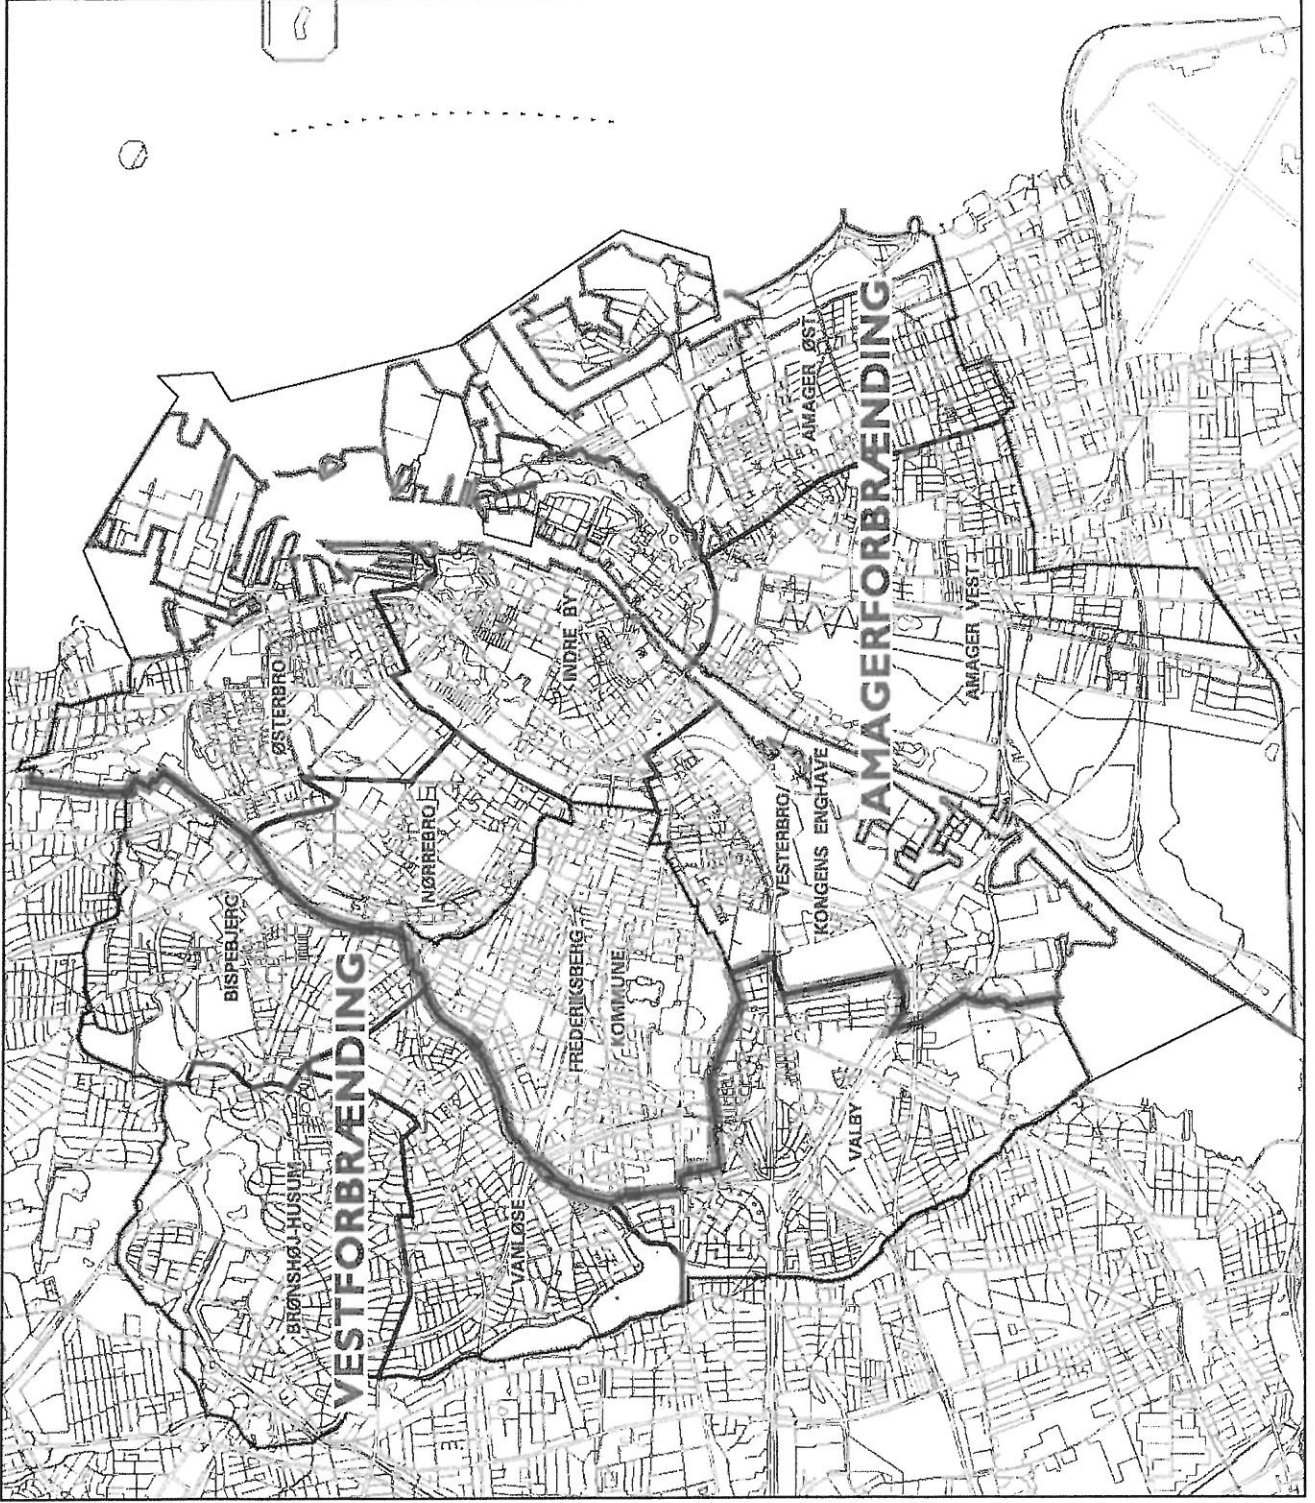 ØSTERBRO
BISPEBJERG
BRØNSHØJ-HUSUM
VESTFORBRÆNDING
NØRREBRO
INDRE BY
VANLØSE
FREDERIKSBERG
KOMMUNE
VESTERBRO/
KONGENS ENGHAVE
AMAGER ØST
VALBY
AMAGERFORBRÆNDING
AMAGER VEST